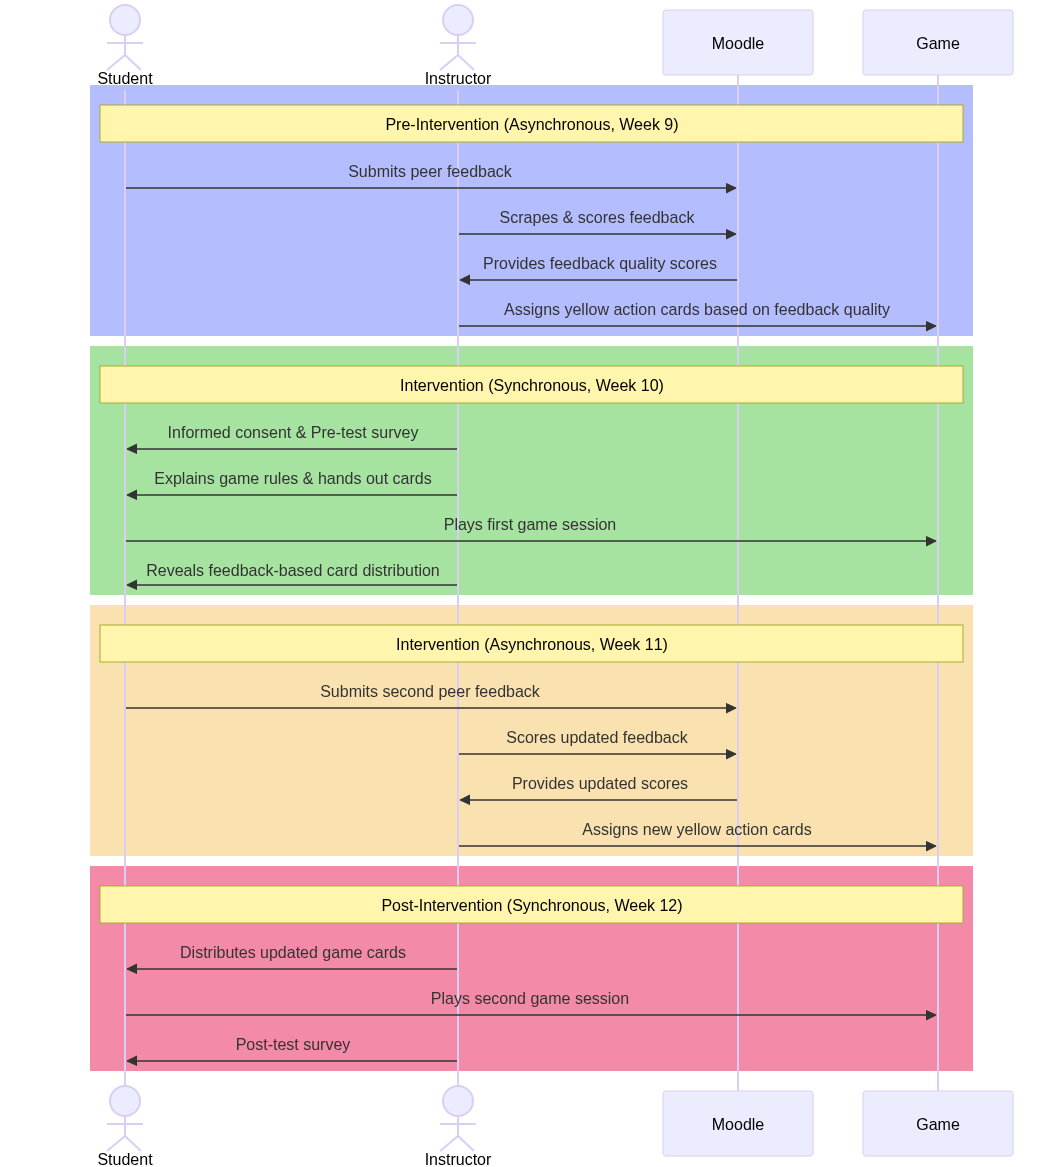 Student
Instructor
Moodle
Game
Pre-Intervention (Asynchronous, Week 9)
Submits peer feedback
Scrapes & scores feedback
Provides feedback quality scores
Assigns yellow action cards based on feedback quality
Intervention (Synchronous, Week 10)
Informed consent & Pre-test survey
Explains game rules & hands out cards
Plays first game session
Reveals feedback-based card distribution
Intervention (Asynchronous, Week 11)
Submits second peer feedback
Scores updated feedback
Provides updated scores
Assigns new yellow action cards
Post-Intervention (Synchronous, Week 12)
Distributes updated game cards
Plays second game session
Post-test survey
Student
Instructor
Moodle
Game